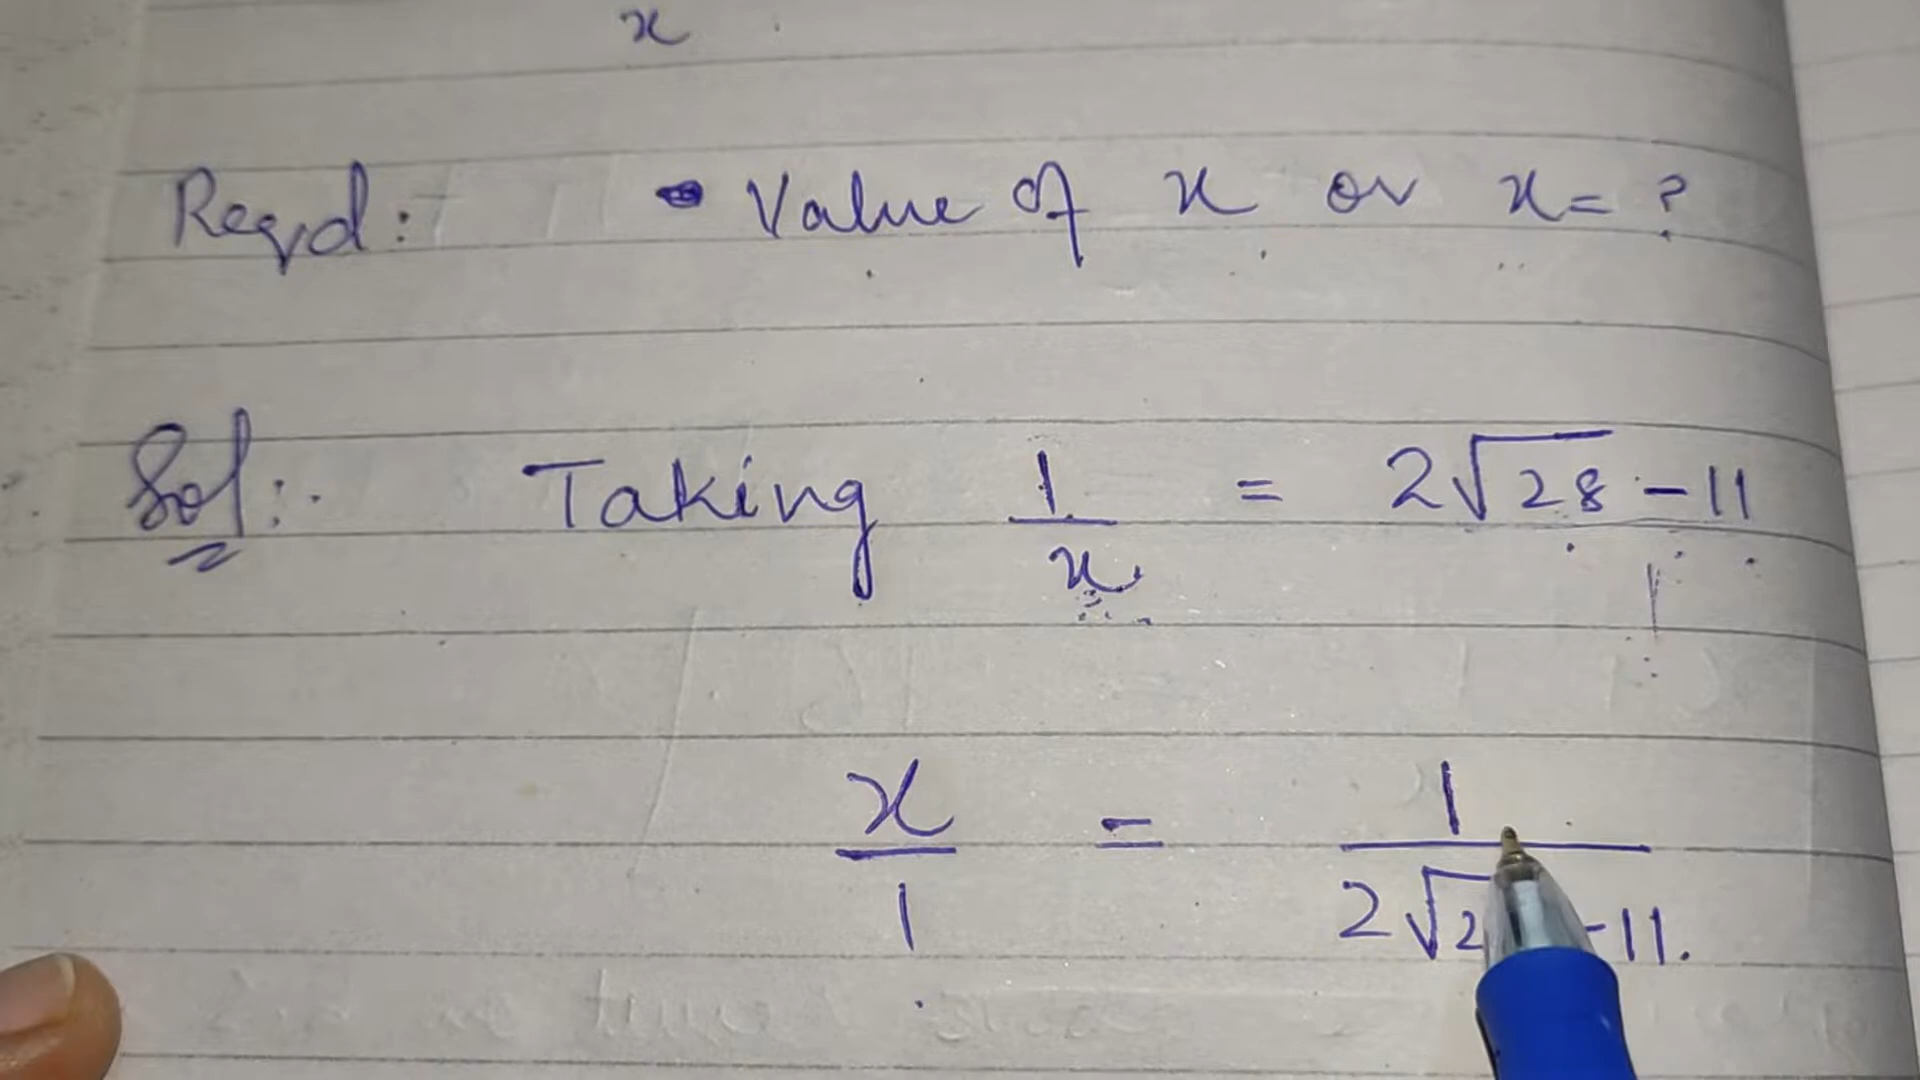 x
Reqd: Value of x or x = ?
Sol: Taking 1/x = 2√28 - 11
x/1 = 1/2√2 -11.